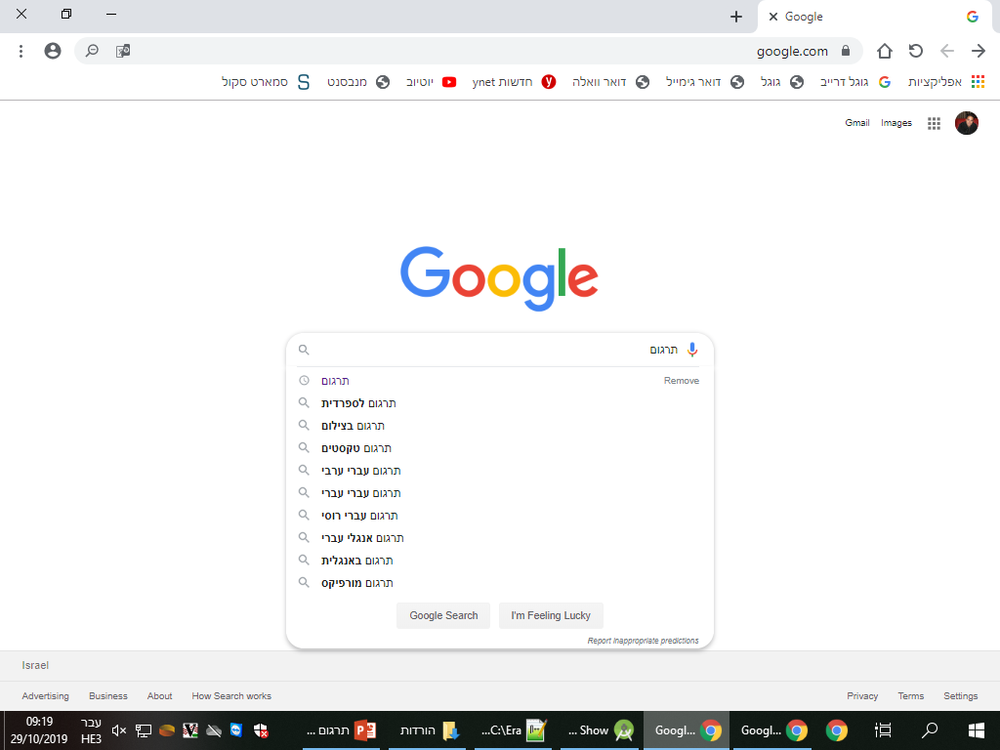 Google
google.com
אפליקציות גוגל דרייב גוגל דואר גימייל דואר וואלה חדשות ynet יוטיוב מנבסנט סמארט סקול
Gmail Images
Google
תרגום
תרגום Remove
תרגום לספרדית
תרגום בצילום
תרגום טקסטים
תרגום עברי ערבי
תרגום עברי עברי
תרגום עברי רוסי
תרגום אנגלי עברי
תרגום באנגלית
תרגום מורפיקס
Google Search I'm Feeling Lucky
Report inappropriate predictions
Israel
Advertising Business About How Search works Privacy Terms Settings
09:19 עבר תרגום ... הורדות ...C:\Era ... Show Googl... Googl...
29/10/2019 HE3